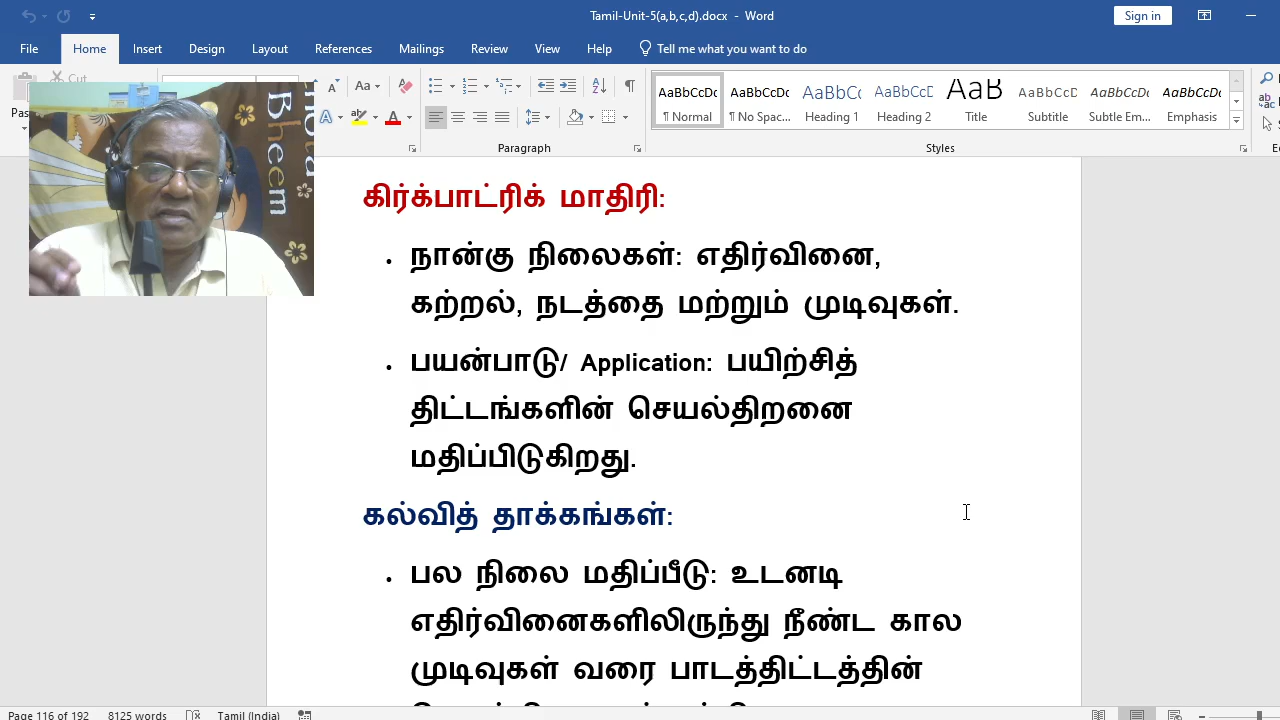 Tamil-Unit-5(a,b,c,d).docx - Word
Sign in
File Home Insert Design Layout References Mailings Review View Help Tell me what you want to do
Cut
Aa
AaBbCcDc AaBbCcDc AaBbCc AaBbCcD AaB AaBbCcD AaBbCcDc AaBbCcDc
¶ Normal ¶ No Spac... Heading 1 Heading 2 Title Subtitle Subtle Em... Emphasis
Paragraph Styles
Bheem
கிர்க்பாட்ரிக் மாதிரி:
• நான்கு நிலைகள்: எதிர்வினை,
கற்றல், நடத்தை மற்றும் முடிவுகள்.
• பயன்பாடு/ Application: பயிற்சித்
திட்டங்களின் செயல்திறனை
மதிப்பிடுகிறது.
கல்வித் தாக்கங்கள்:
• பல நிலை மதிப்பீடு: உடனடி
எதிர்வினைகளிலிருந்து நீண்ட கால
முடிவுகள் வரை பாடத்திட்டத்தின்
Page 116 of 192 8125 words Tamil (India)